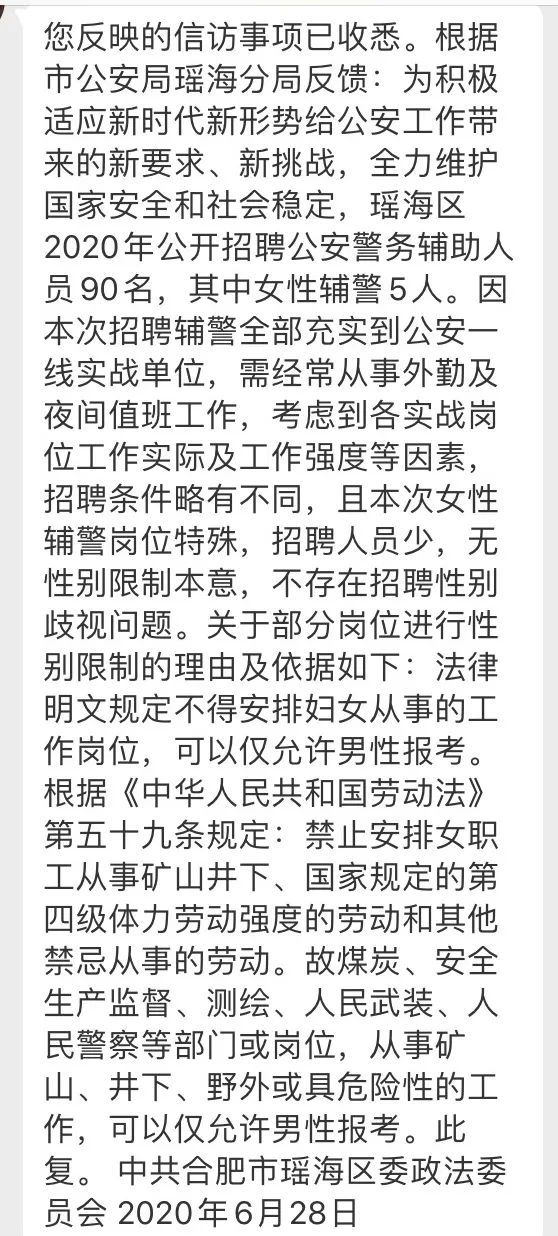 您反映的信访事项已收悉。根据
市公安局瑶海分局反馈：为积极
适应新时代新形势给公安工作带
来的新要求、新挑战，全力维护
国家安全和社会稳定，瑶海区
2020年公开招聘公安警务辅助人
员90名，其中女性辅警5人。因
本次招聘辅警全部充实到公安一
线实战单位，需经常从事外勤及
夜间值班工作，考虑到各实战岗
位工作实际及工作强度等因素，
招聘条件略有不同，且本次女性
辅警岗位特殊，招聘人员少，无
性别限制本意，不存在招聘性别
歧视问题。关于部分岗位进行性
别限制的理由及依据如下：法律
明文规定不得安排妇女从事的工
作岗位，可以仅允许男性报考。
根据《中华人民共和国劳动法》
第五十九条规定：禁止安排女职
工从事矿山井下、国家规定的第
四级体力劳动强度的劳动和其他
禁忌从事的劳动。故煤炭、安全
生产监督、测绘、人民武装、人
民警察等部门或岗位，从事矿
山、井下、野外或具危险性的工
作，可以仅允许男性报考。此
复。 中共合肥市瑶海区委政法委
员会 2020年6月28日